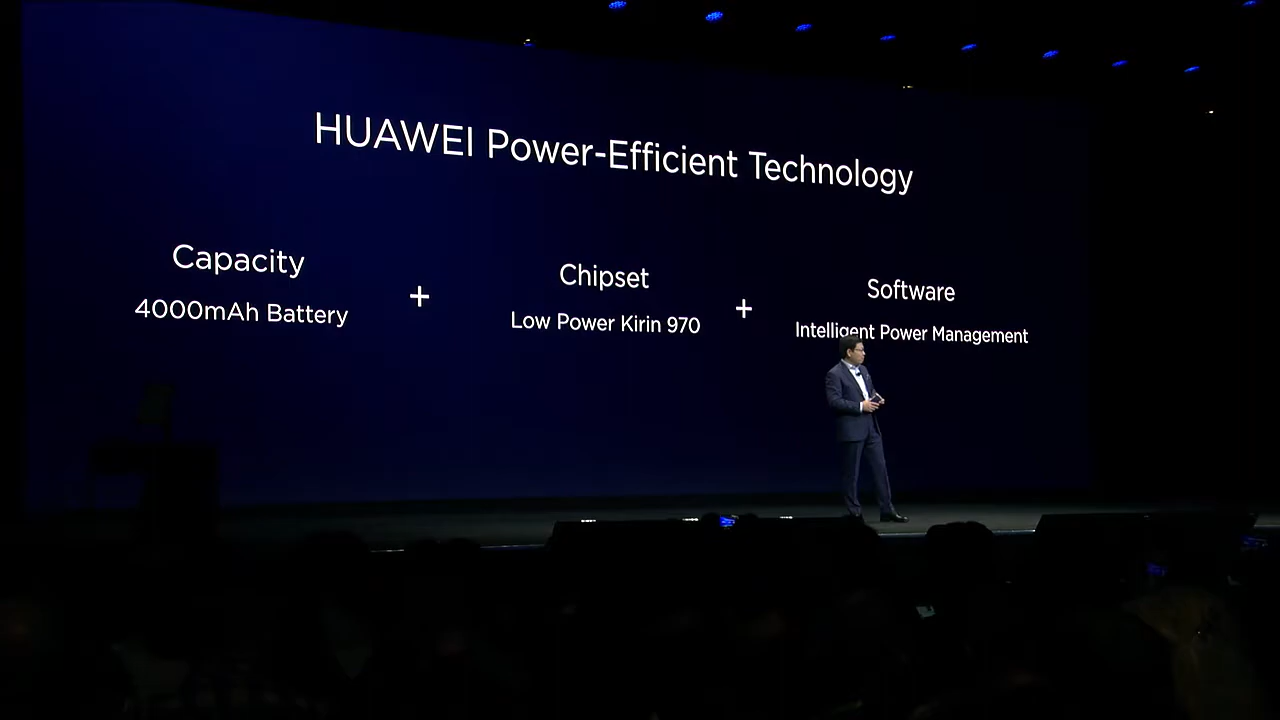 HUAWEI Power-Efficient Technology
Capacity + Chipset + Software
4000mAh Battery Low Power Kirin 970 Intelligent Power Management